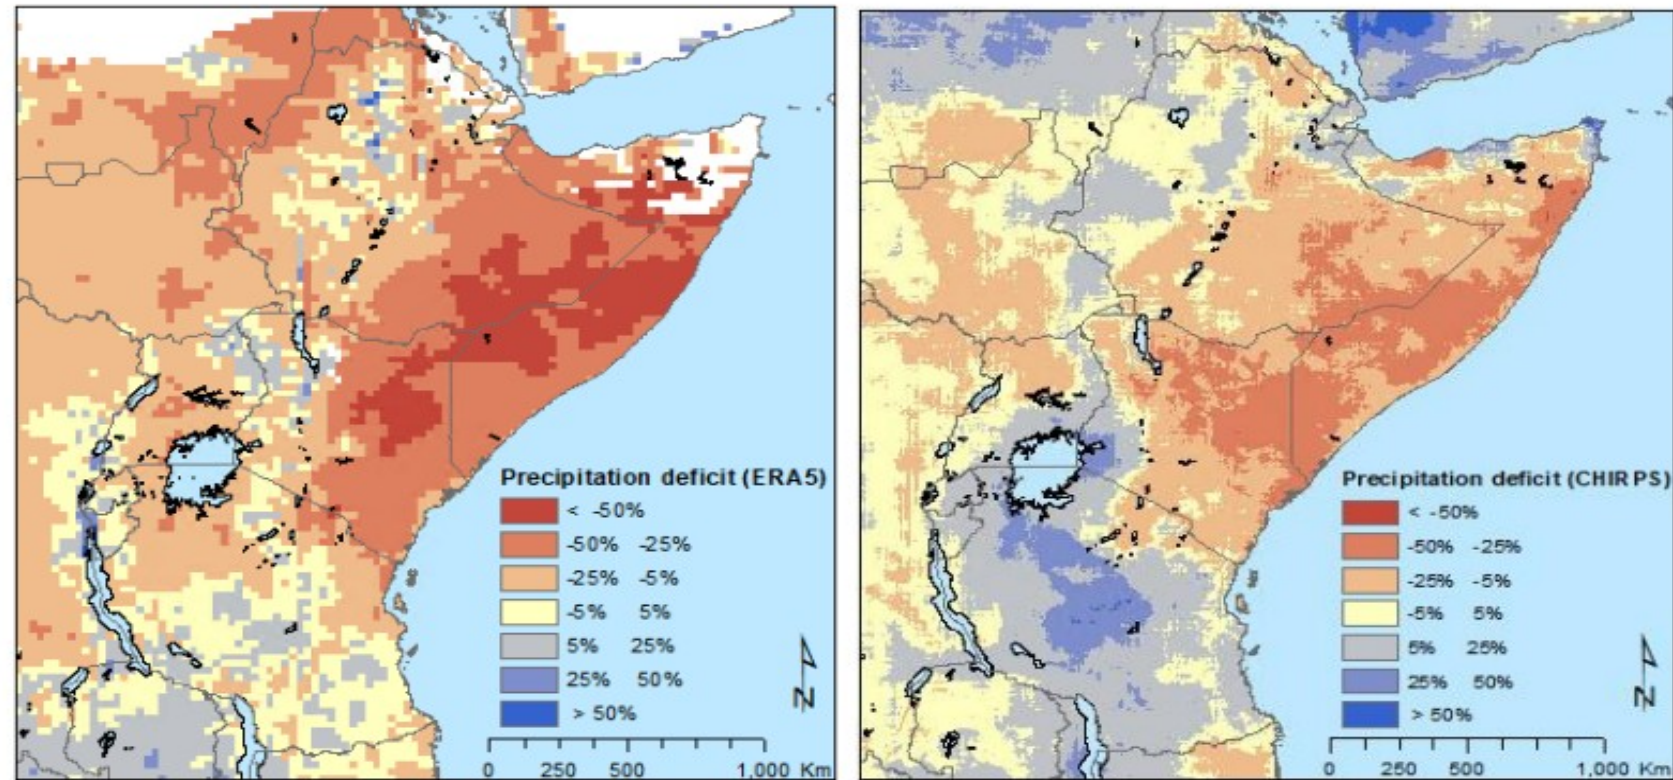 Precipitation deficit (ERA5)
< -50%
-50% -25%
-25% -5%
-5% 5%
5% 25%
25% 50%
> 50%
N
0 250 500 1,000 Km
Precipitation deficit (CHIRPS)
< -50%
-50% -25%
-25% -5%
-5% 5%
5% 25%
25% 50%
> 50%
N
0 250 500 1,000 Km